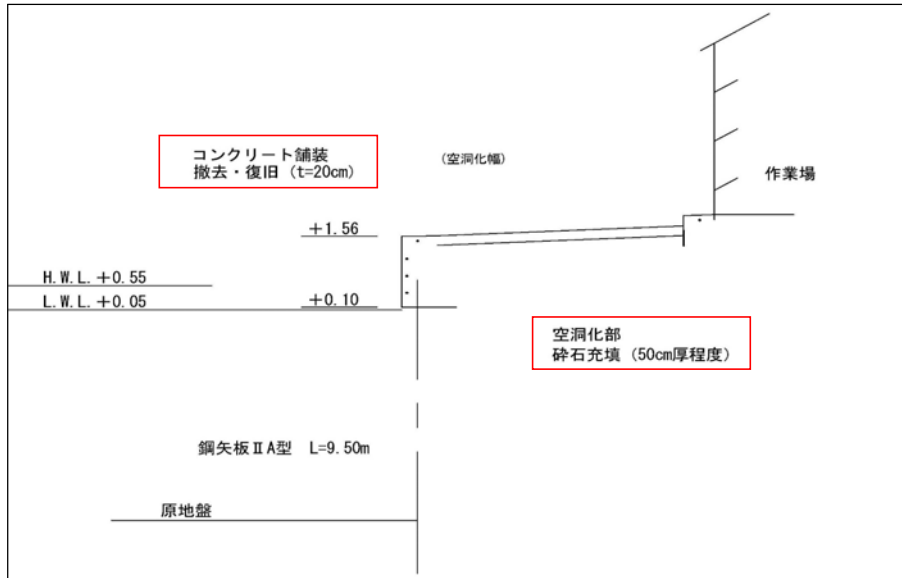 コンクリート舗装
撤去・復旧（t=20cm）
（空洞化幅）
作業場
+1.56
H.W.L.+0.55
L.W.L.+0.05
+0.10
空洞化部
砕石充填（50cm厚程度）
鋼矢板ⅡA型　L=9.50m
原地盤